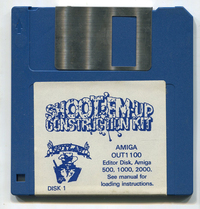 SHOOT'EM-UP
CONSTRUCTION KIT
OUTLAW
DISK 1
AMIGA
OUT1100
Editor Disk, Amiga
500, 1000, 2000.
See manual for
loading instructions.